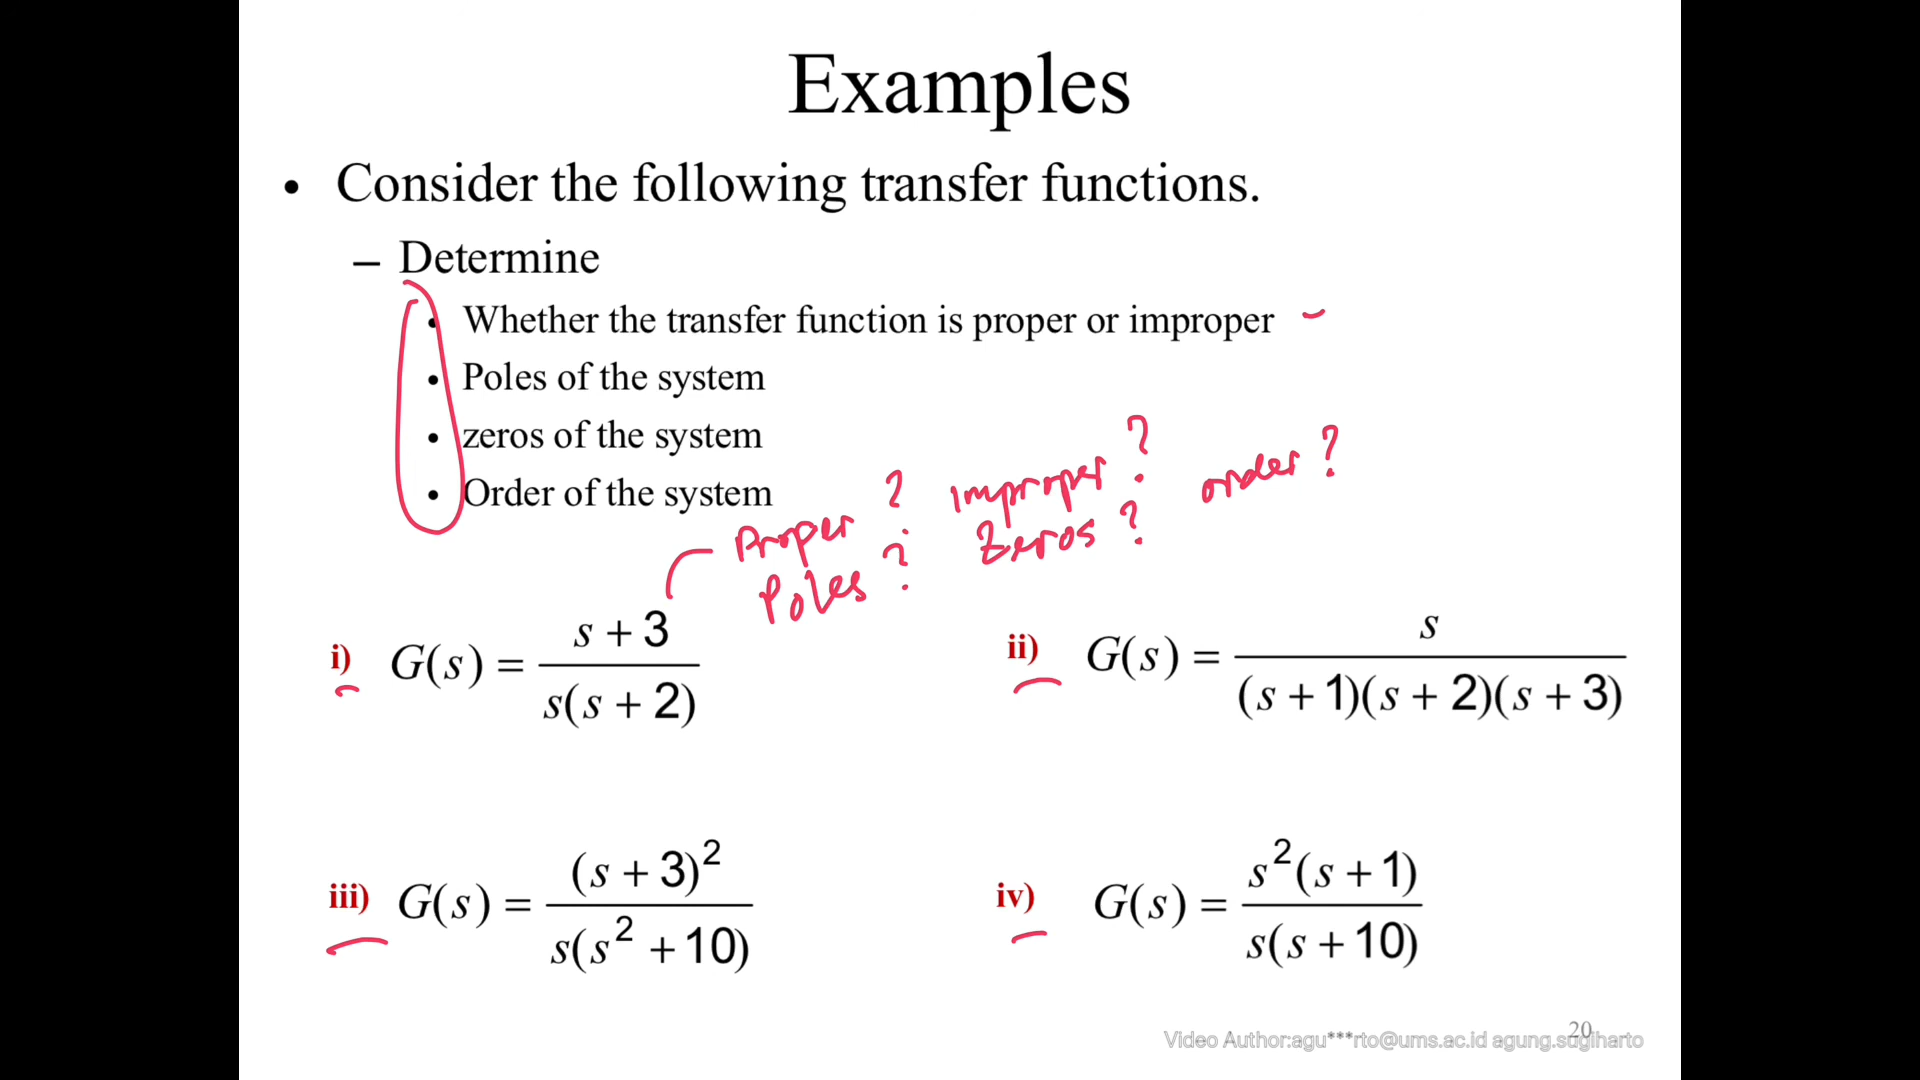 Examples
• Consider the following transfer functions.
– Determine
• Whether the transfer function is proper or improper
• Poles of the system
• zeros of the system
• Order of the system
Proper ? Improper ? order ?
Poles ? Zeros ?
i) G(s) = (s + 3) / (s(s + 2))
ii) G(s) = s / ((s + 1)(s + 2)(s + 3))
iii) G(s) = (s + 3)² / (s(s² + 10))
iv) G(s) = s²(s + 1) / (s(s + 10))
20
Video Author:agu***rto@ums.ac.id agung.sugiharto